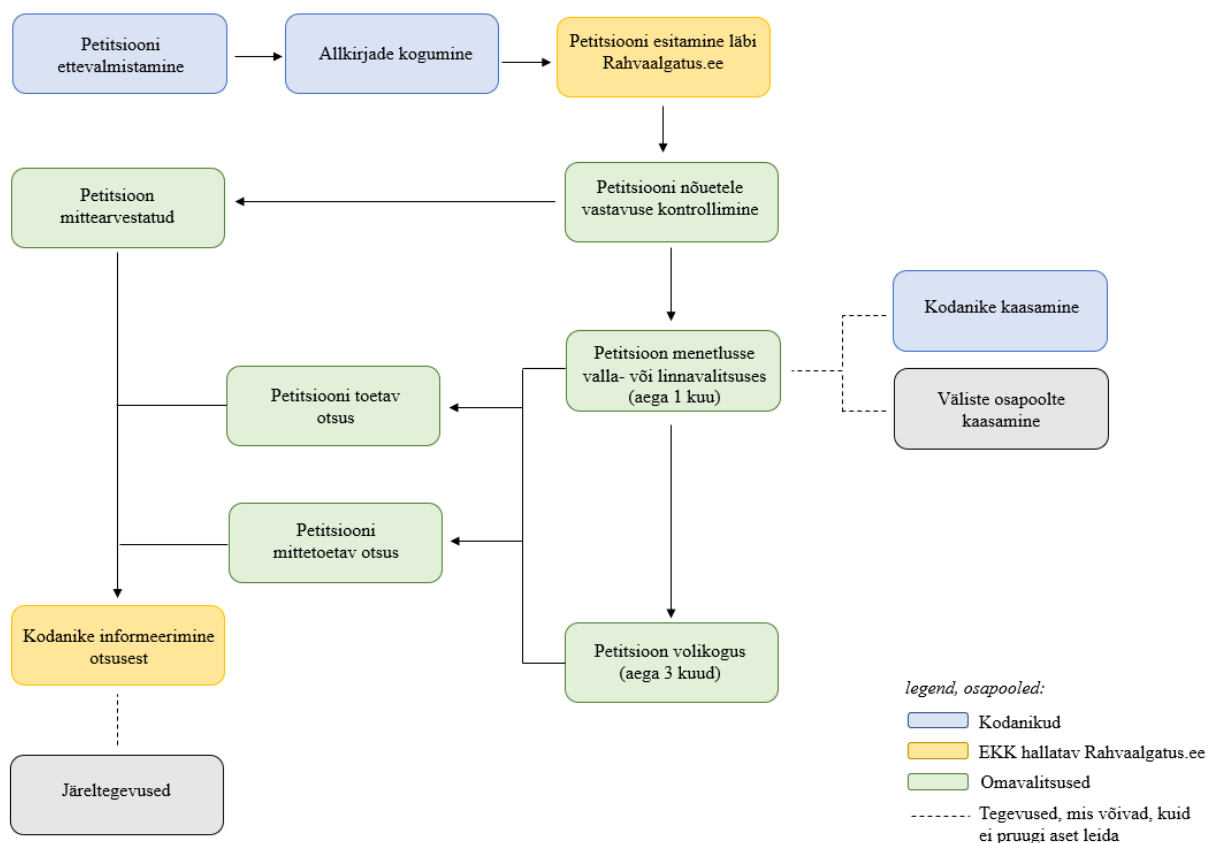 Petitsiooni
ettevalmistamine
Allkirjade kogumine
Petitsiooni esitamine läbi
Rahvaalgatus.ee
Petitsioon
mittearvestatud
Petitsiooni nõuetele
vastavuse kontrollimine
Kodanike kaasamine
Petitsioon menetlusse
valla- või linnavalitsuses
(aega 1 kuu)
Väliste osapoolte
kaasamine
Petitsiooni toetav
otsus
Petitsiooni
mittetoetav otsus
Kodanike informeerimine
otsusest
Petitsioon volikogus
(aega 3 kuud)
Järeltegevused
legend, osapooled:
Kodanikud
EKK hallatav Rahvaalgatus.ee
Omavalitsused
Tegevused, mis võivad, kuid
ei pruugi aset leida